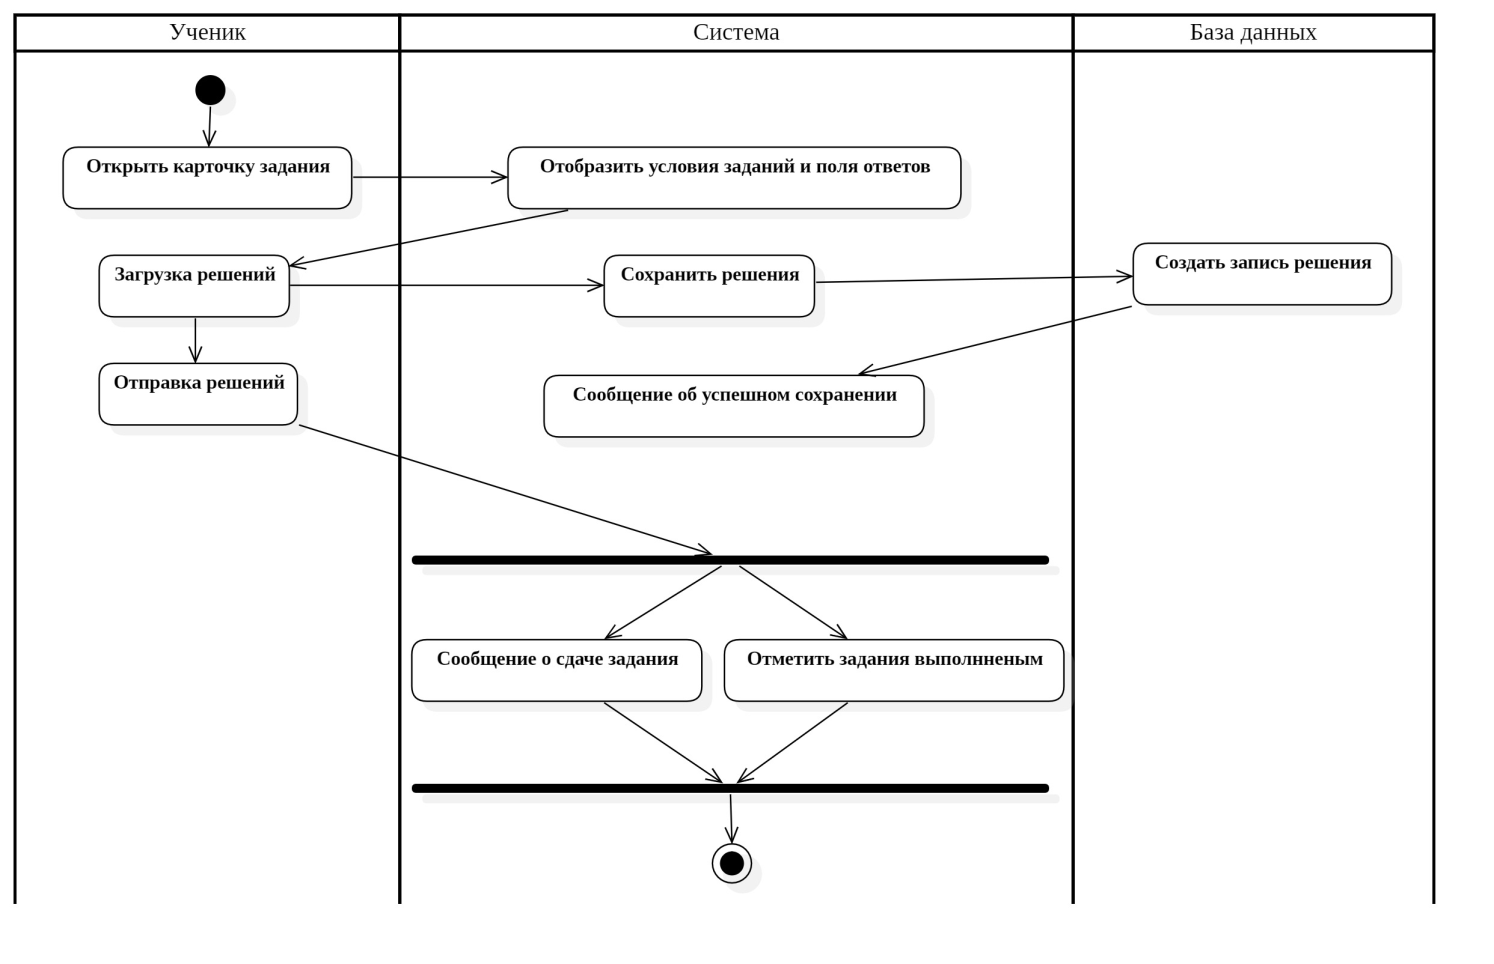 Ученик
Система
База данных
Открыть карточку задания
Отобразить условия заданий и поля ответов
Загрузка решений
Сохранить решения
Создать запись решения
Отправка решений
Сообщение об успешном сохранении
Сообщение о сдаче задания
Отметить задания выполнненым